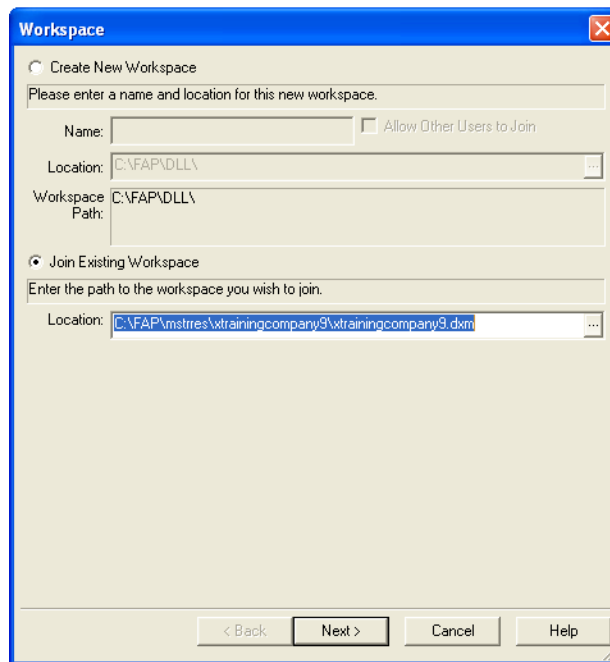 Workspace
Create New Workspace
Please enter a name and location for this new workspace.
Name:
Allow Other Users to Join
Location: C:\FAP\DLL\ ...
Workspace C:\FAP\DLL\
Path:
Join Existing Workspace
Enter the path to the workspace you wish to join.
Location: C:\FAP\mstrres\xtrainingcompany9\xtrainingcompany9.dxm ...
< Back Next > Cancel Help